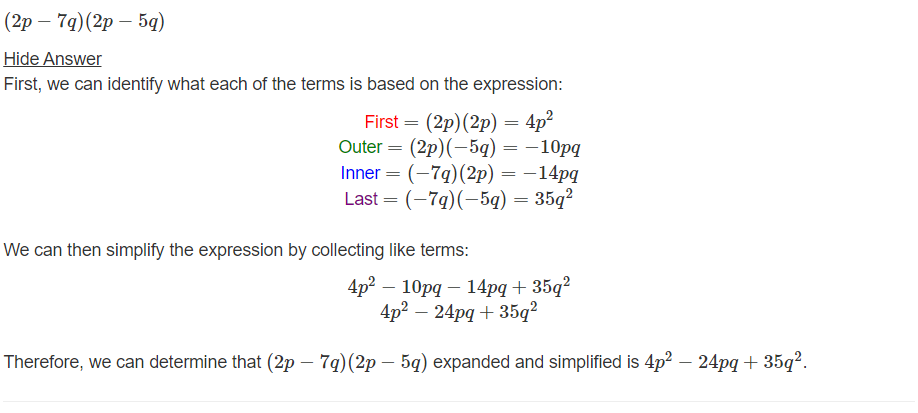 (2p − 7q)(2p − 5q)
Hide Answer
First, we can identify what each of the terms is based on the expression:
First = (2p)(2p) = 4p²
Outer = (2p)(−5q) = −10pq
Inner = (−7q)(2p) = −14pq
Last = (−7q)(−5q) = 35q²
We can then simplify the expression by collecting like terms:
4p² − 10pq − 14pq + 35q²
4p² − 24pq + 35q²
Therefore, we can determine that (2p − 7q)(2p − 5q) expanded and simplified is 4p² − 24pq + 35q².